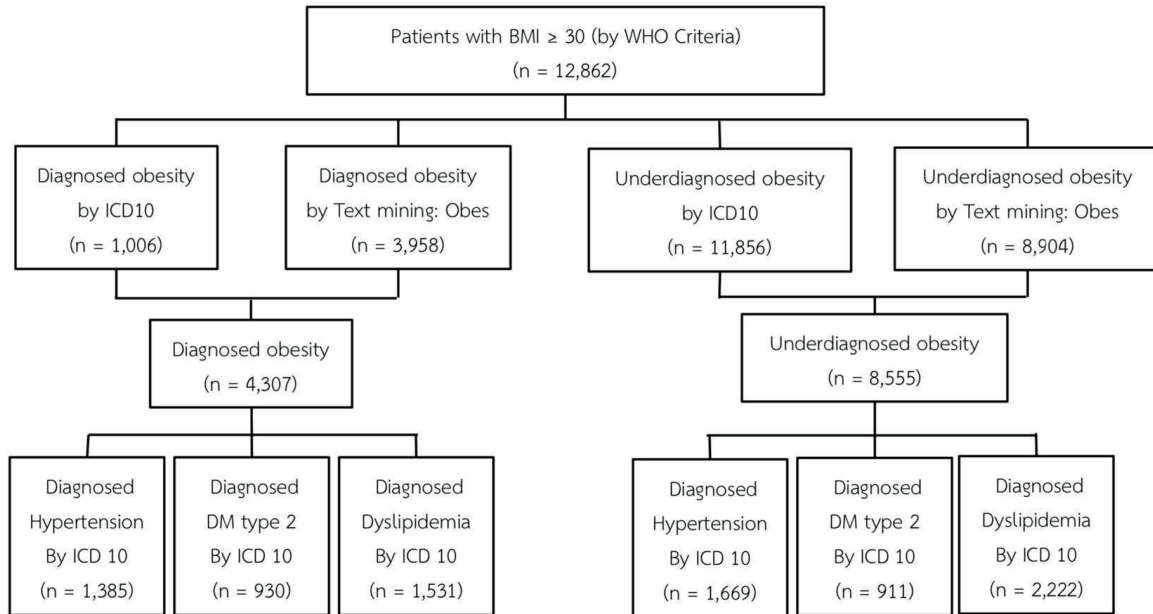 Patients with BMI ≥ 30 (by WHO Criteria)
(n = 12,862)
Diagnosed obesity
by ICD10
(n = 1,006)
Diagnosed obesity
by Text mining: Obes
(n = 3,958)
Underdiagnosed obesity
by ICD10
(n = 11,856)
Underdiagnosed obesity
by Text mining: Obes
(n = 8,904)
Diagnosed obesity
(n = 4,307)
Underdiagnosed obesity
(n = 8,555)
Diagnosed
Hypertension
By ICD 10
(n = 1,385)
Diagnosed
DM type 2
By ICD 10
(n = 930)
Diagnosed
Dyslipidemia
By ICD 10
(n = 1,531)
Diagnosed
Hypertension
By ICD 10
(n = 1,669)
Diagnosed
DM type 2
By ICD 10
(n = 911)
Diagnosed
Dyslipidemia
By ICD 10
(n = 2,222)